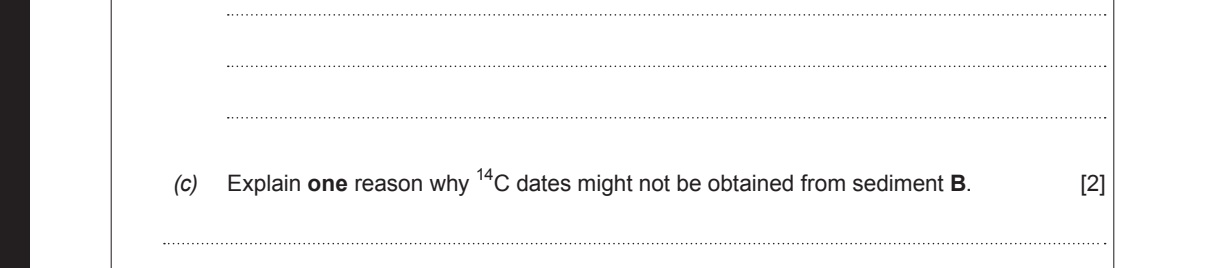 (c) Explain one reason why ¹⁴C dates might not be obtained from sediment B. [2]